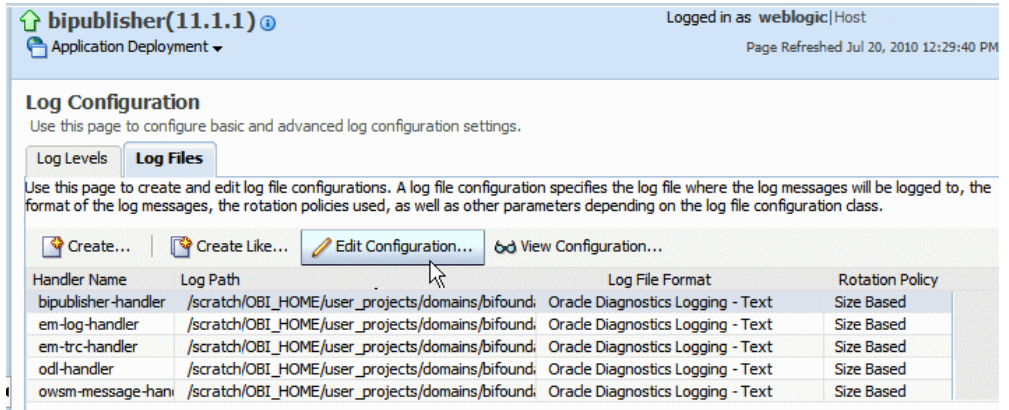 bipublisher(11.1.1)
Logged in as weblogic|Host
Application Deployment
Page Refreshed Jul 20, 2010 12:29:40 PM
Log Configuration
Use this page to configure basic and advanced log configuration settings.
Log Levels Log Files
Use this page to create and edit log file configurations. A log file configuration specifies the log file where the log messages will be logged to, the
format of the log messages, the rotation policies used, as well as other parameters depending on the log file configuration class.
Create... Create Like... Edit Configuration... View Configuration...
Handler Name Log Path Log File Format Rotation Policy
bipublisher-handler /scratch/OBI_HOME/user_projects/domains/bifound Oracle Diagnostics Logging - Text Size Based
em-log-handler /scratch/OBI_HOME/user_projects/domains/bifound Oracle Diagnostics Logging - Text Size Based
em-trc-handler /scratch/OBI_HOME/user_projects/domains/bifound Oracle Diagnostics Logging - Text Size Based
odl-handler /scratch/OBI_HOME/user_projects/domains/bifound Oracle Diagnostics Logging - Text Size Based
owsm-message-han /scratch/OBI_HOME/user_projects/domains/bifound Oracle Diagnostics Logging - Text Size Based